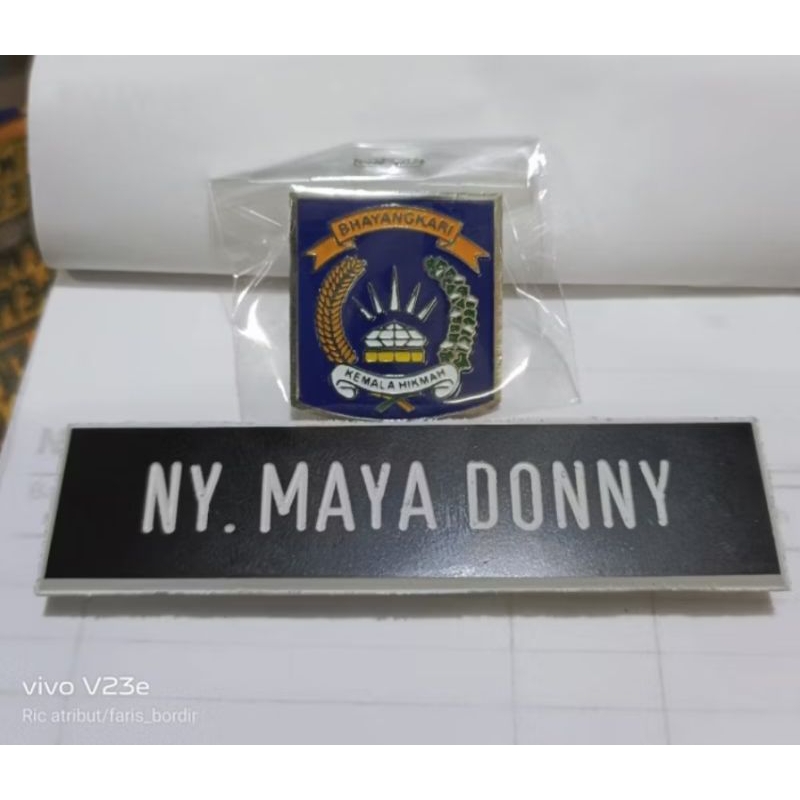 BHAYANGKARI
KEMALA HIKMAH
NY. MAYA DONNY
vivo V23e
Ric atribut/faris_bordir